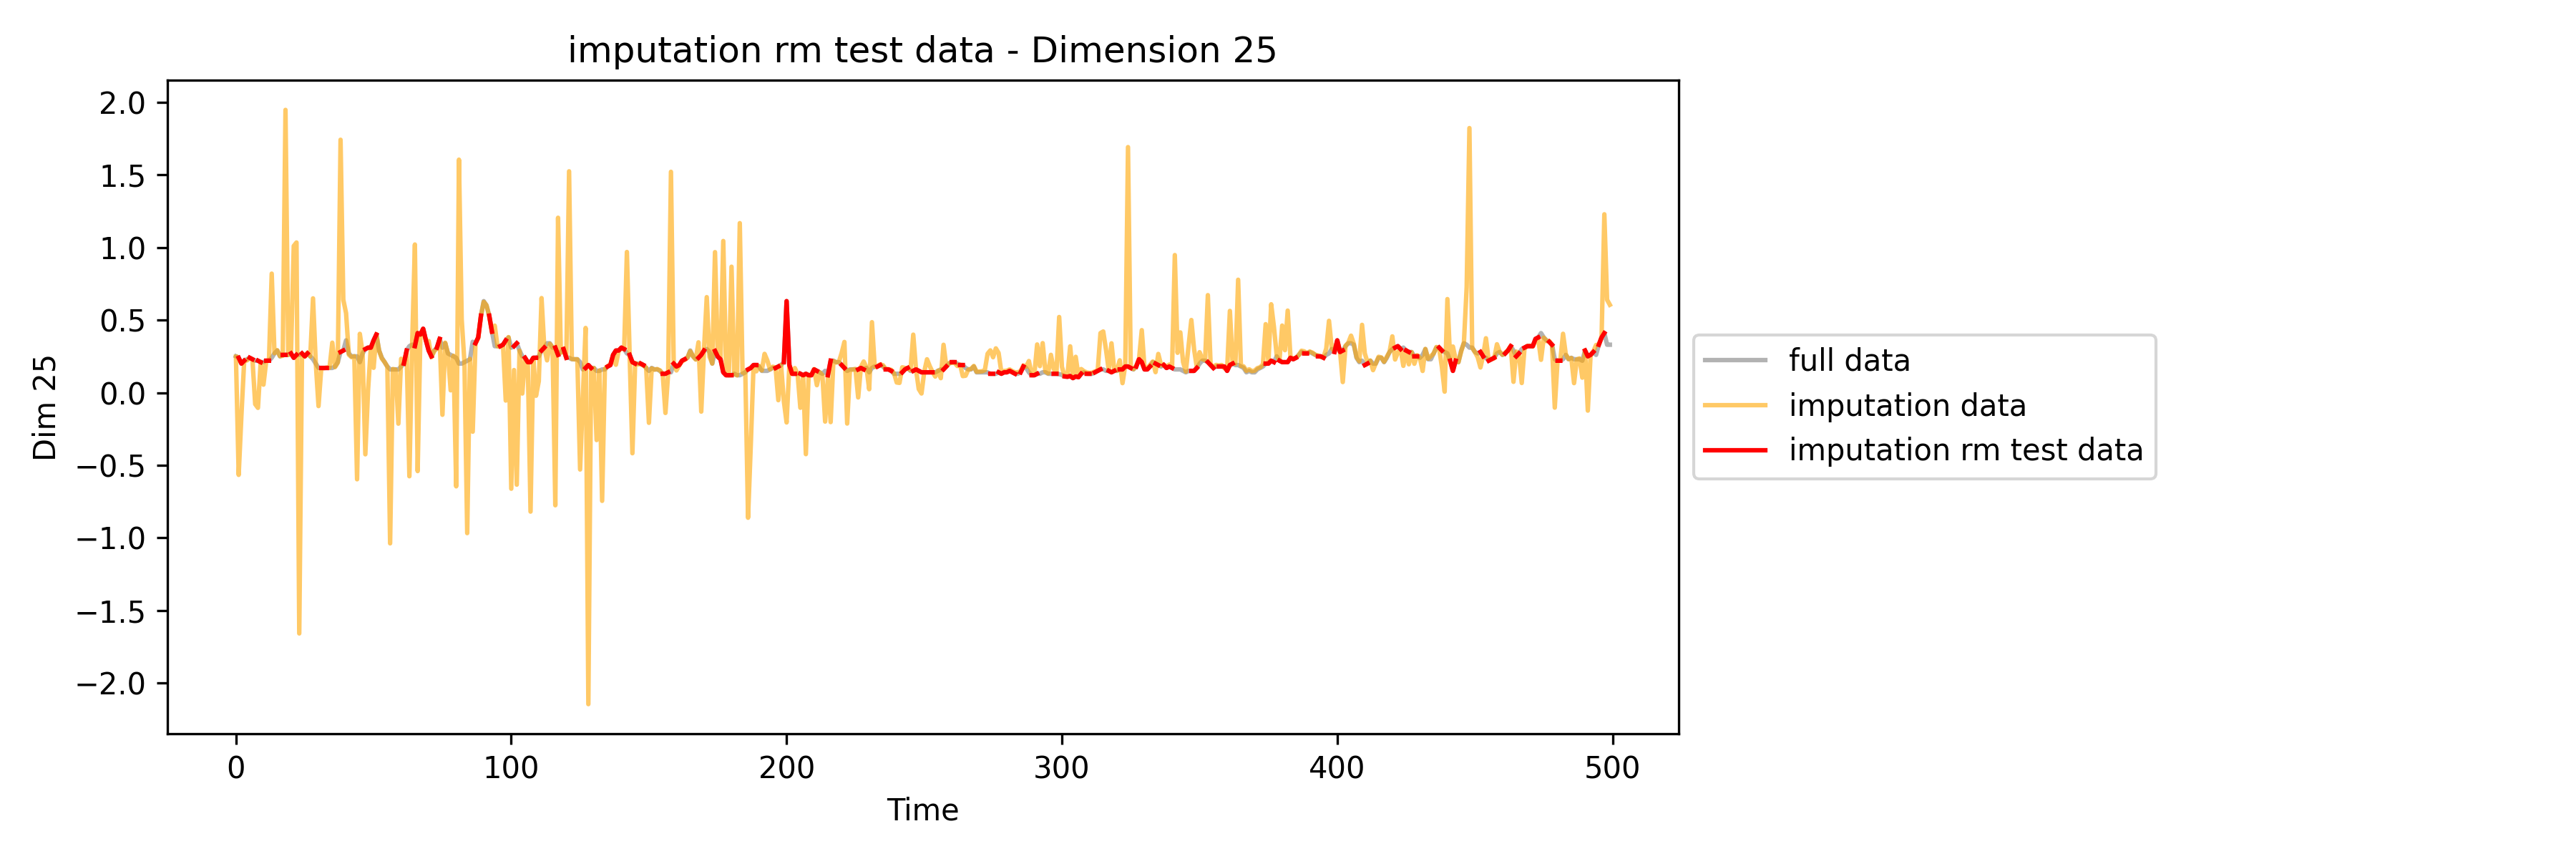 imputation rm test data - Dimension 25
2.0
1.5
1.0
0.5
0.0
−0.5
−1.0
−1.5
−2.0
Dim 25
0 100 200 300 400 500
Time
full data
imputation data
imputation rm test data